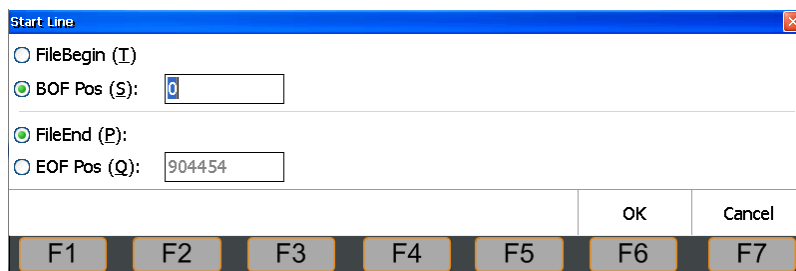 Start Line
FileBegin (T)
BOF Pos (S): 0
FileEnd (P):
EOF Pos (Q): 904454
OK Cancel
F1 F2 F3 F4 F5 F6 F7